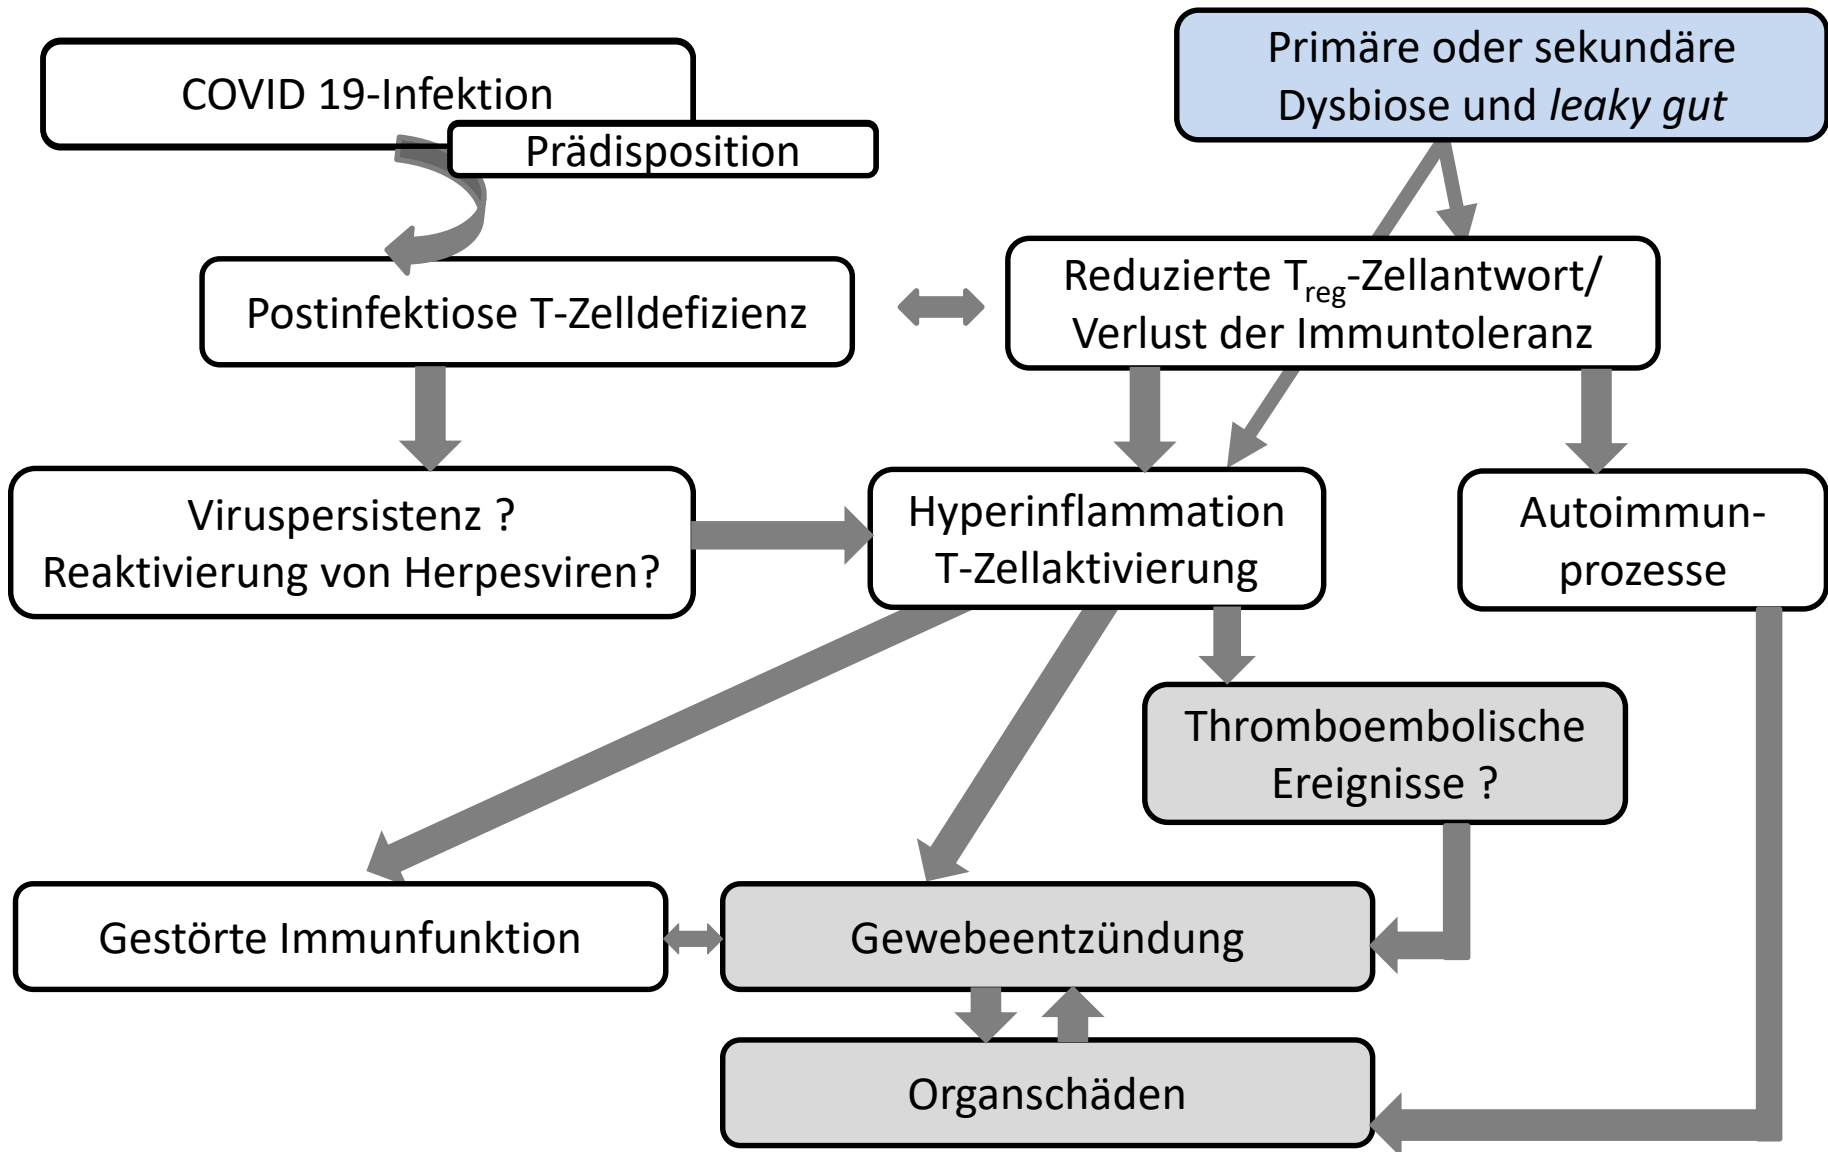 COVID 19-Infektion
Prädisposition
Primäre oder sekundäre
Dysbiose und leaky gut
Postinfektiose T-Zelldefizienz
Reduzierte Treg-Zellantwort/
Verlust der Immuntoleranz
Viruspersistenz ?
Reaktivierung von Herpesviren?
Hyperinflammation
T-Zellaktivierung
Autoimmun-
prozesse
Thromboembolische
Ereignisse ?
Gestörte Immunfunktion
Gewebeentzündung
Organschäden